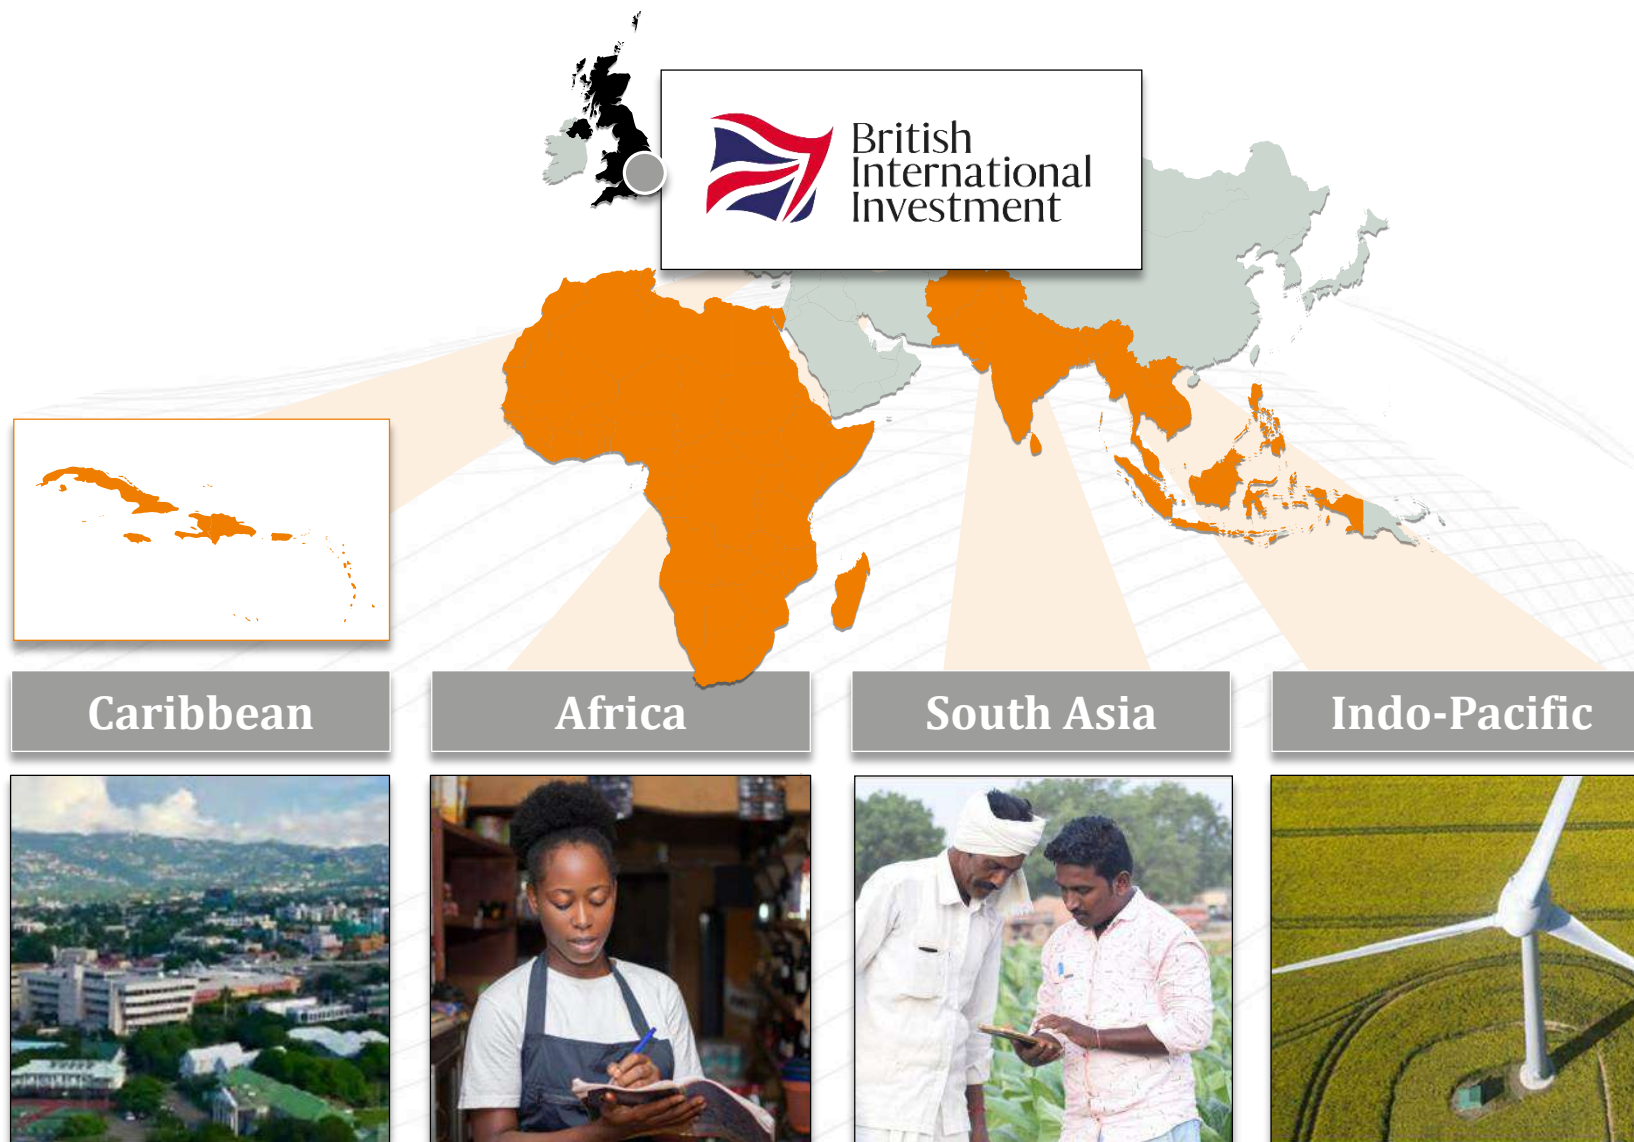 British
International
Investment
Caribbean
Africa
South Asia
Indo-Pacific